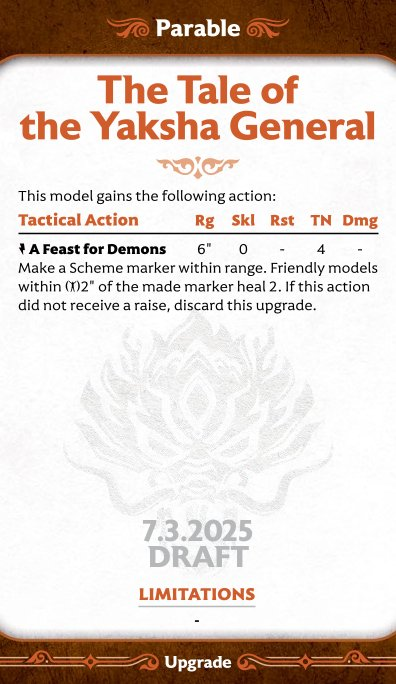 Parable
The Tale of
the Yaksha General
This model gains the following action:
Tactical Action Rg Skl Rst TN Dmg
A Feast for Demons 6" 0 - 4 -
Make a Scheme marker within range. Friendly models
within 2" of the made marker heal 2. If this action
did not receive a raise, discard this upgrade.
7.3.2025
DRAFT
LIMITATIONS
-
Upgrade